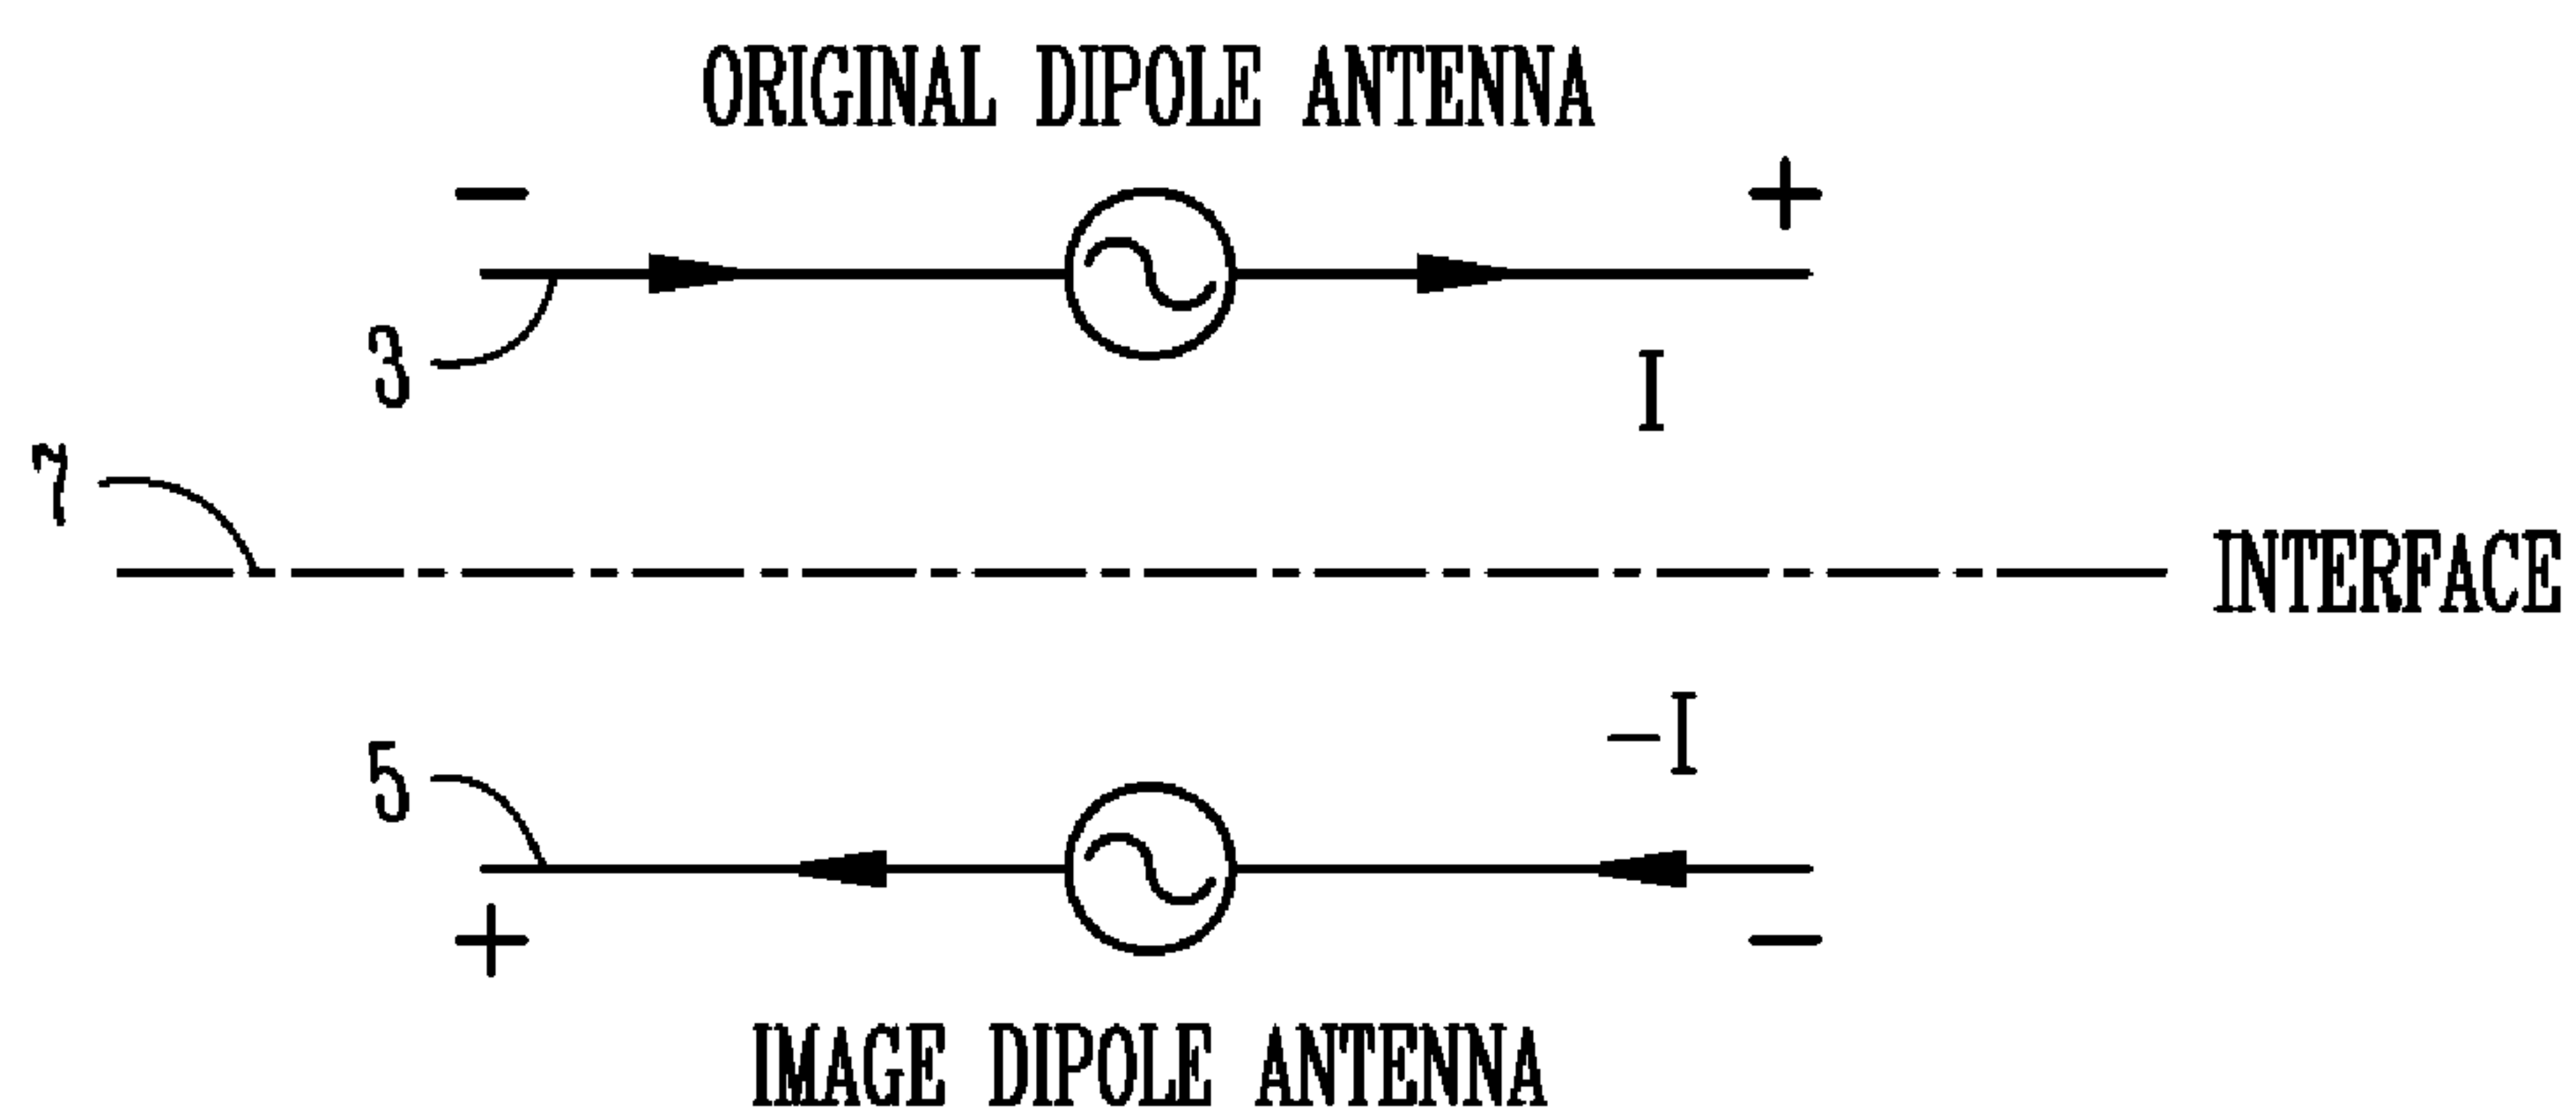 ORIGINAL DIPOLE ANTENNA
− +
3
I
7
INTERFACE
−I
5
+ −
IMAGE DIPOLE ANTENNA